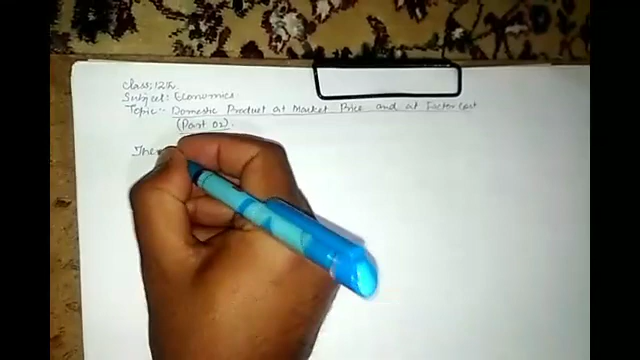 Class; 12th.
Subject: Economics
Topic:- Domestic Product at Market Price and at Factor Cost
(Part 02).
The